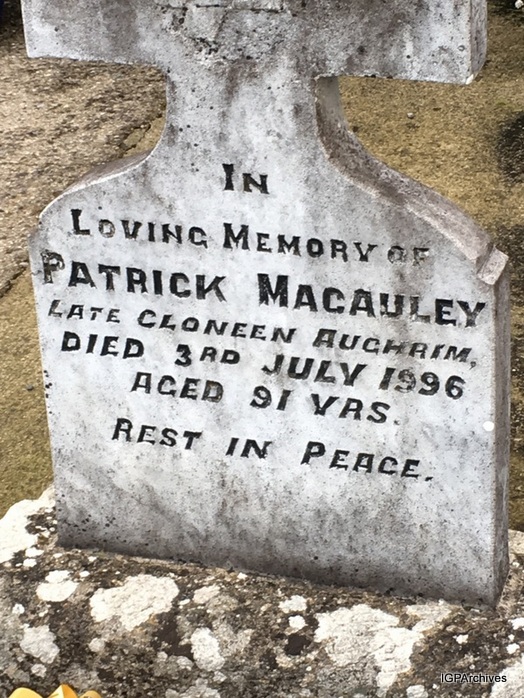 IN
LOVING MEMORY OF
PATRICK MACAULEY
LATE CLONEEN AUGHRIM,
DIED 3RD JULY 1996
AGED 91 YRS.
REST IN PEACE.
IGPArchives